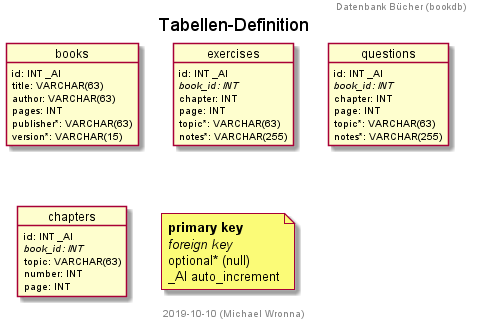 Datenbank Bücher (bookdb)
Tabellen-Definition
books
id: INT _AI
title: VARCHAR(63)
author: VARCHAR(63)
pages: INT
publisher*: VARCHAR(63)
version*: VARCHAR(15)
exercises
id: INT _AI
book_id: INT
chapter: INT
page: INT
topic*: VARCHAR(63)
notes*: VARCHAR(255)
questions
id: INT _AI
book_id: INT
chapter: INT
page: INT
topic*: VARCHAR(63)
notes*: VARCHAR(255)
chapters
id: INT _AI
book_id: INT
topic: VARCHAR(63)
number: INT
page: INT
primary key
foreign key
optional* (null)
_AI auto_increment
2019-10-10 (Michael Wronna)